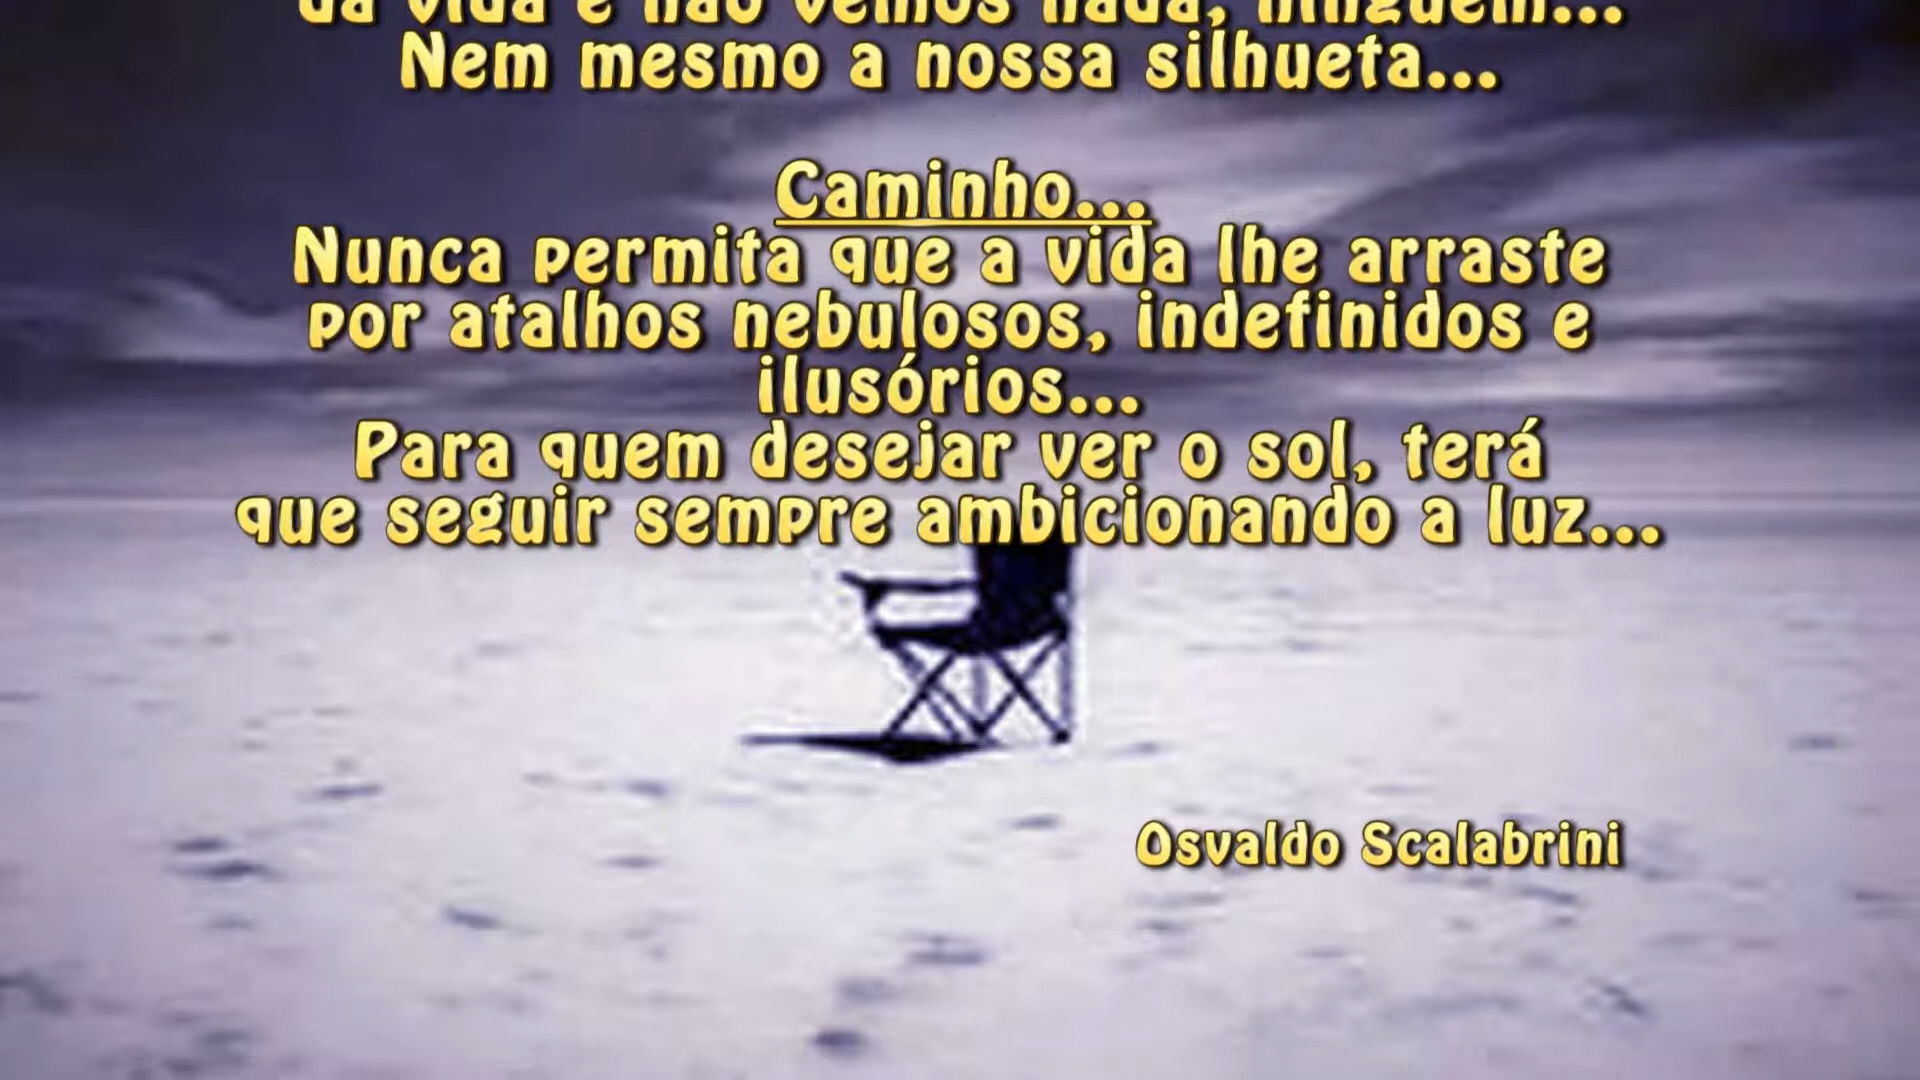 da vida e não vemos nada, ninguém...
Nem mesmo a nossa silhueta...
Caminho...
Nunca permita que a vida lhe arraste
por atalhos nebulosos, indefinidos e
ilusórios...
Para quem desejar ver o sol, terá
que seguir sempre ambicionando a luz...
Osvaldo Scalabrini